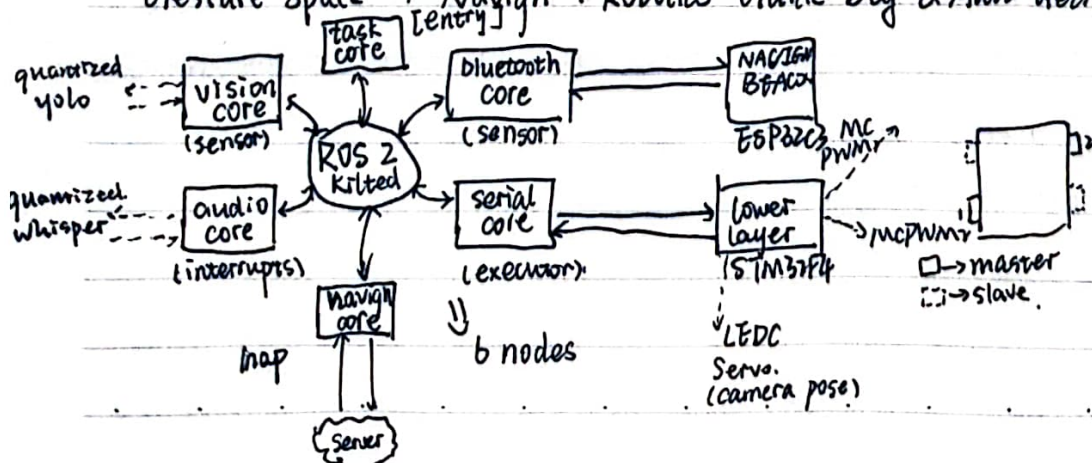 [entry]
task
core
quantized
yolo
vision
core
(sensor)
bluetooth
core
(sensor)
NAVIGN
BEACON
ESP32C3
ROS 2
kilted
MC
PWMr
quantized
whisper
audio
core
(interrupts)
serial
core
(executor)
lower
layer
STM32F4
MCPWMr
→master
→slave.
navign
core
map
⇓
6 nodes
LEDC
Servo.
(camera pose)
Server